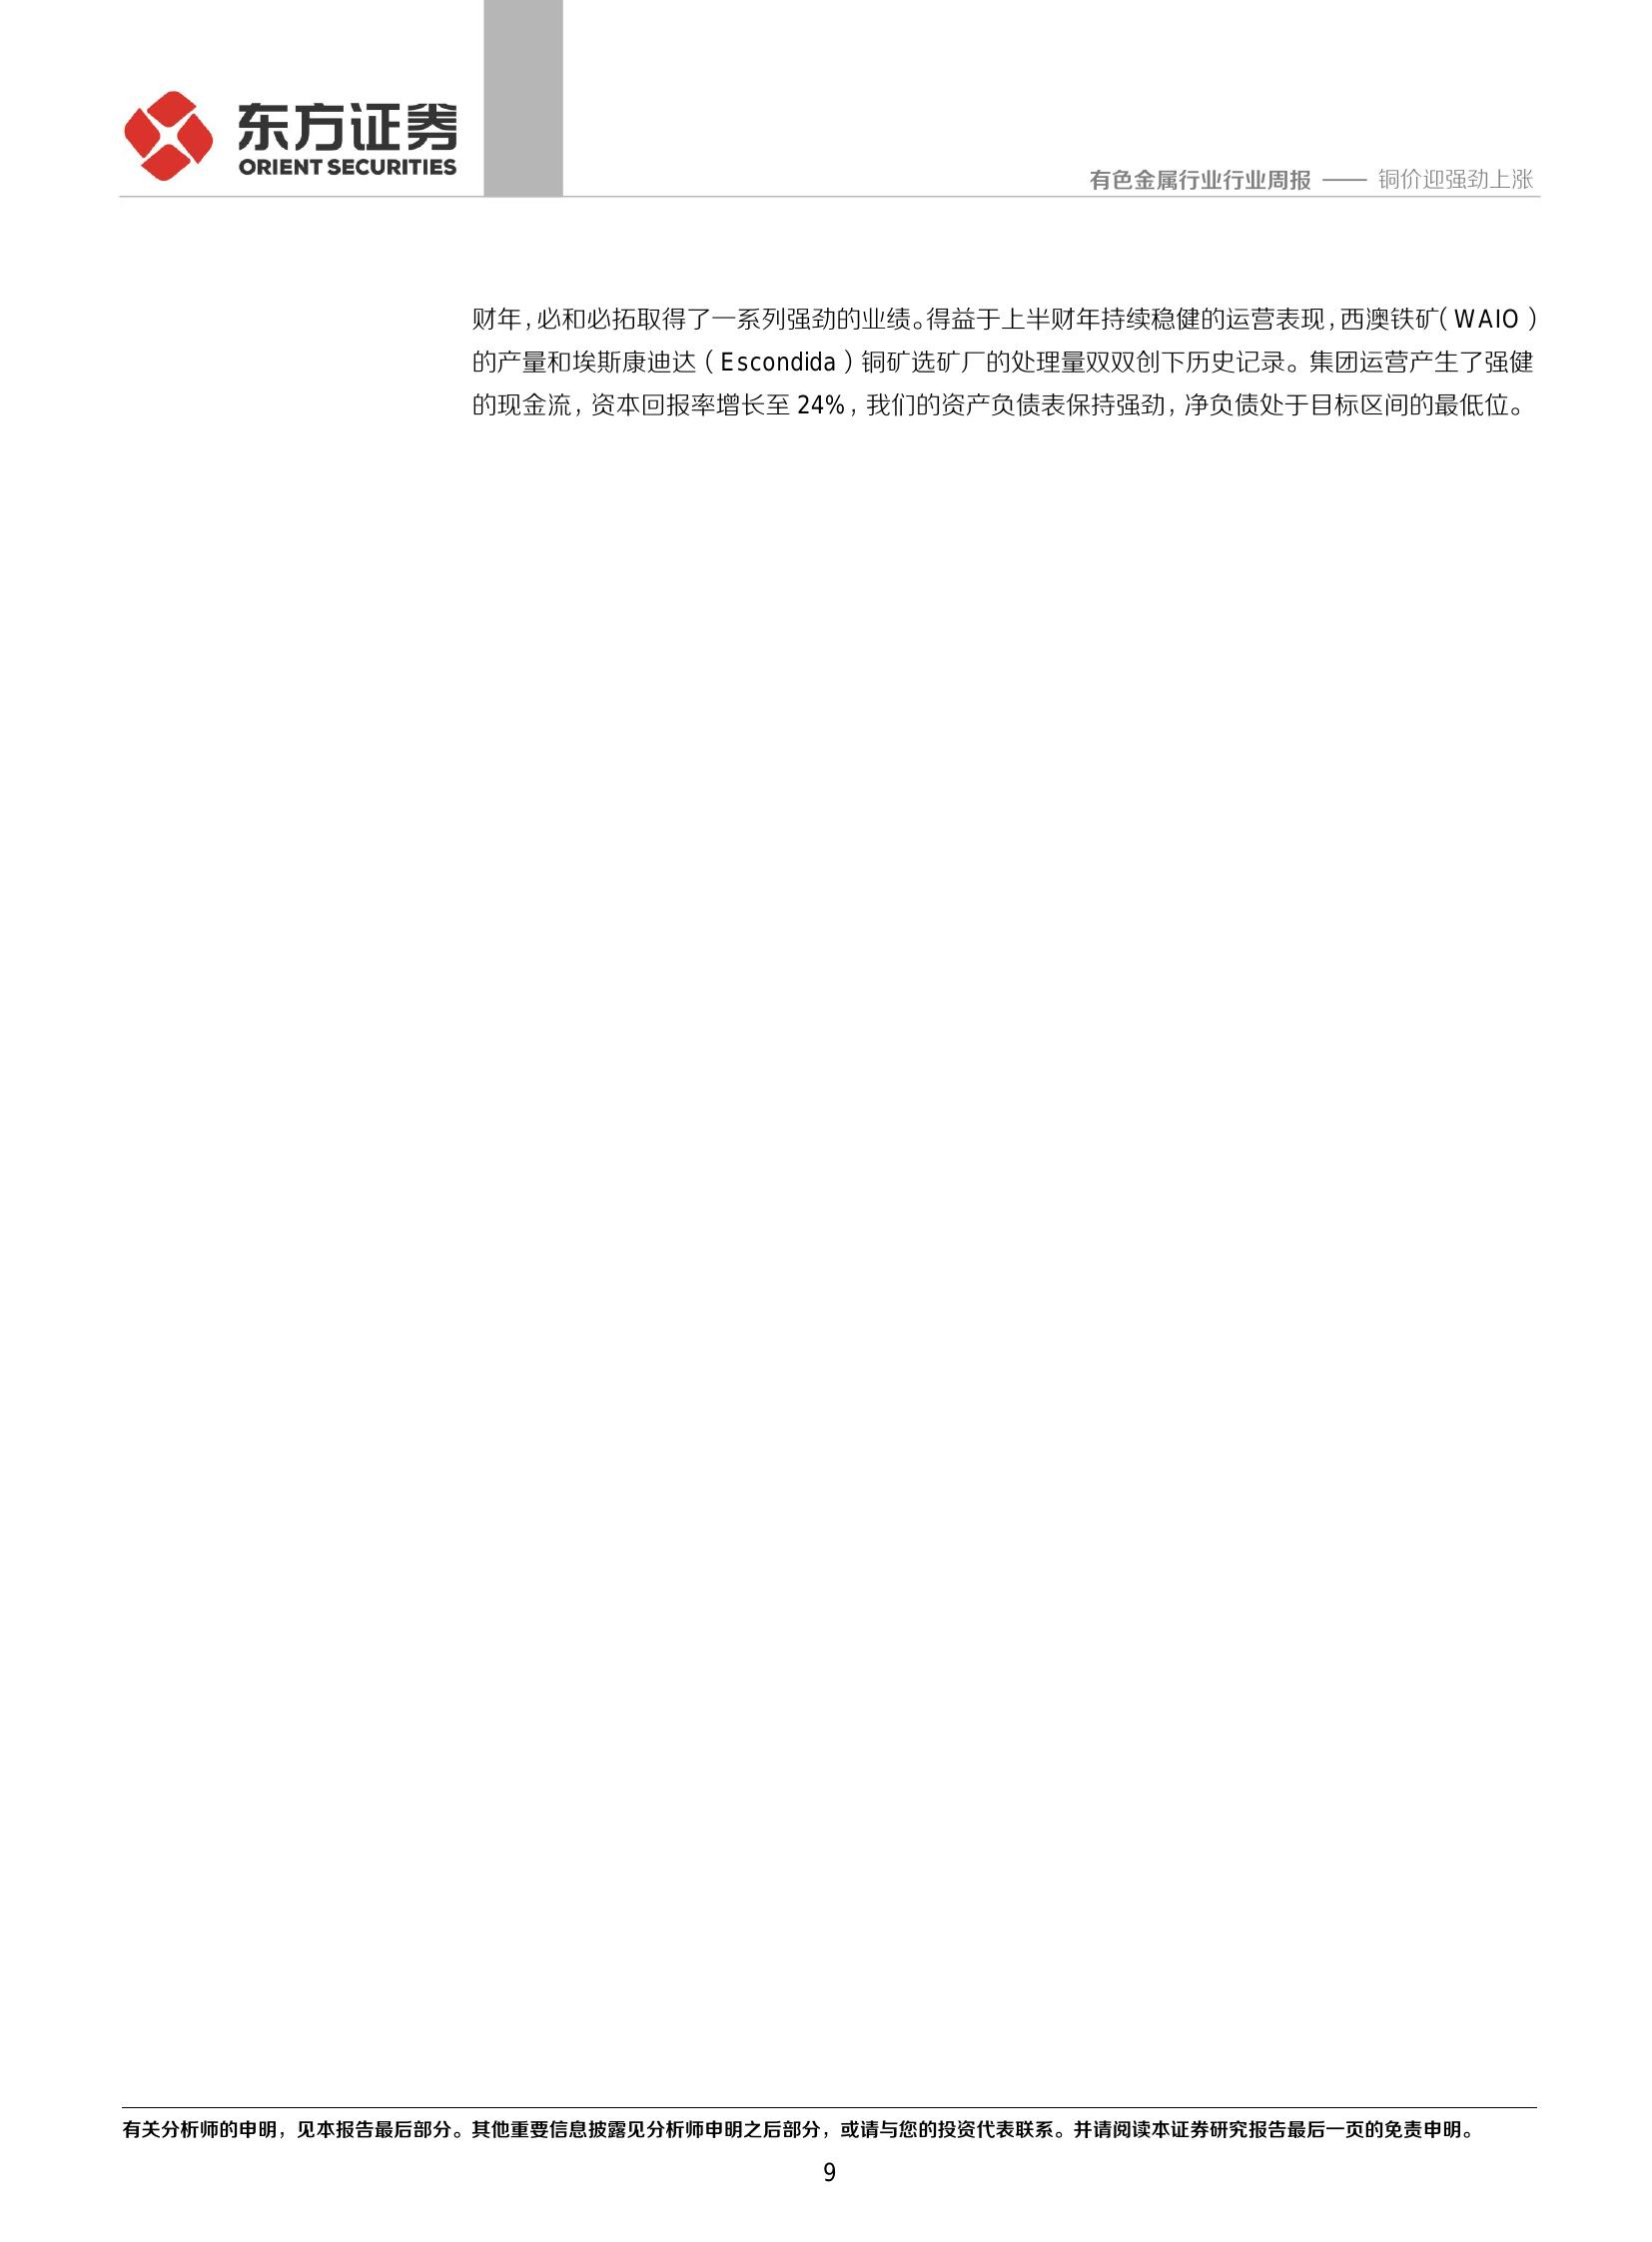 东方证券
ORIENT SECURITIES
有色金属行业行业周报 —— 铜价迎强劲上涨
财年，必和必拓取得了一系列强劲的业绩。得益于上半财年持续稳健的运营表现，西澳铁矿（WAIO）
的产量和埃斯康迪达（Escondida）铜矿选矿厂的处理量双双创下历史记录。集团运营产生了强健
的现金流，资本回报率增长至 24%，我们的资产负债表保持强劲，净负债处于目标区间的最低位。
有关分析师的申明，见本报告最后部分。其他重要信息披露见分析师申明之后部分，或请与您的投资代表联系。并请阅读本证券研究报告最后一页的免责申明。
9